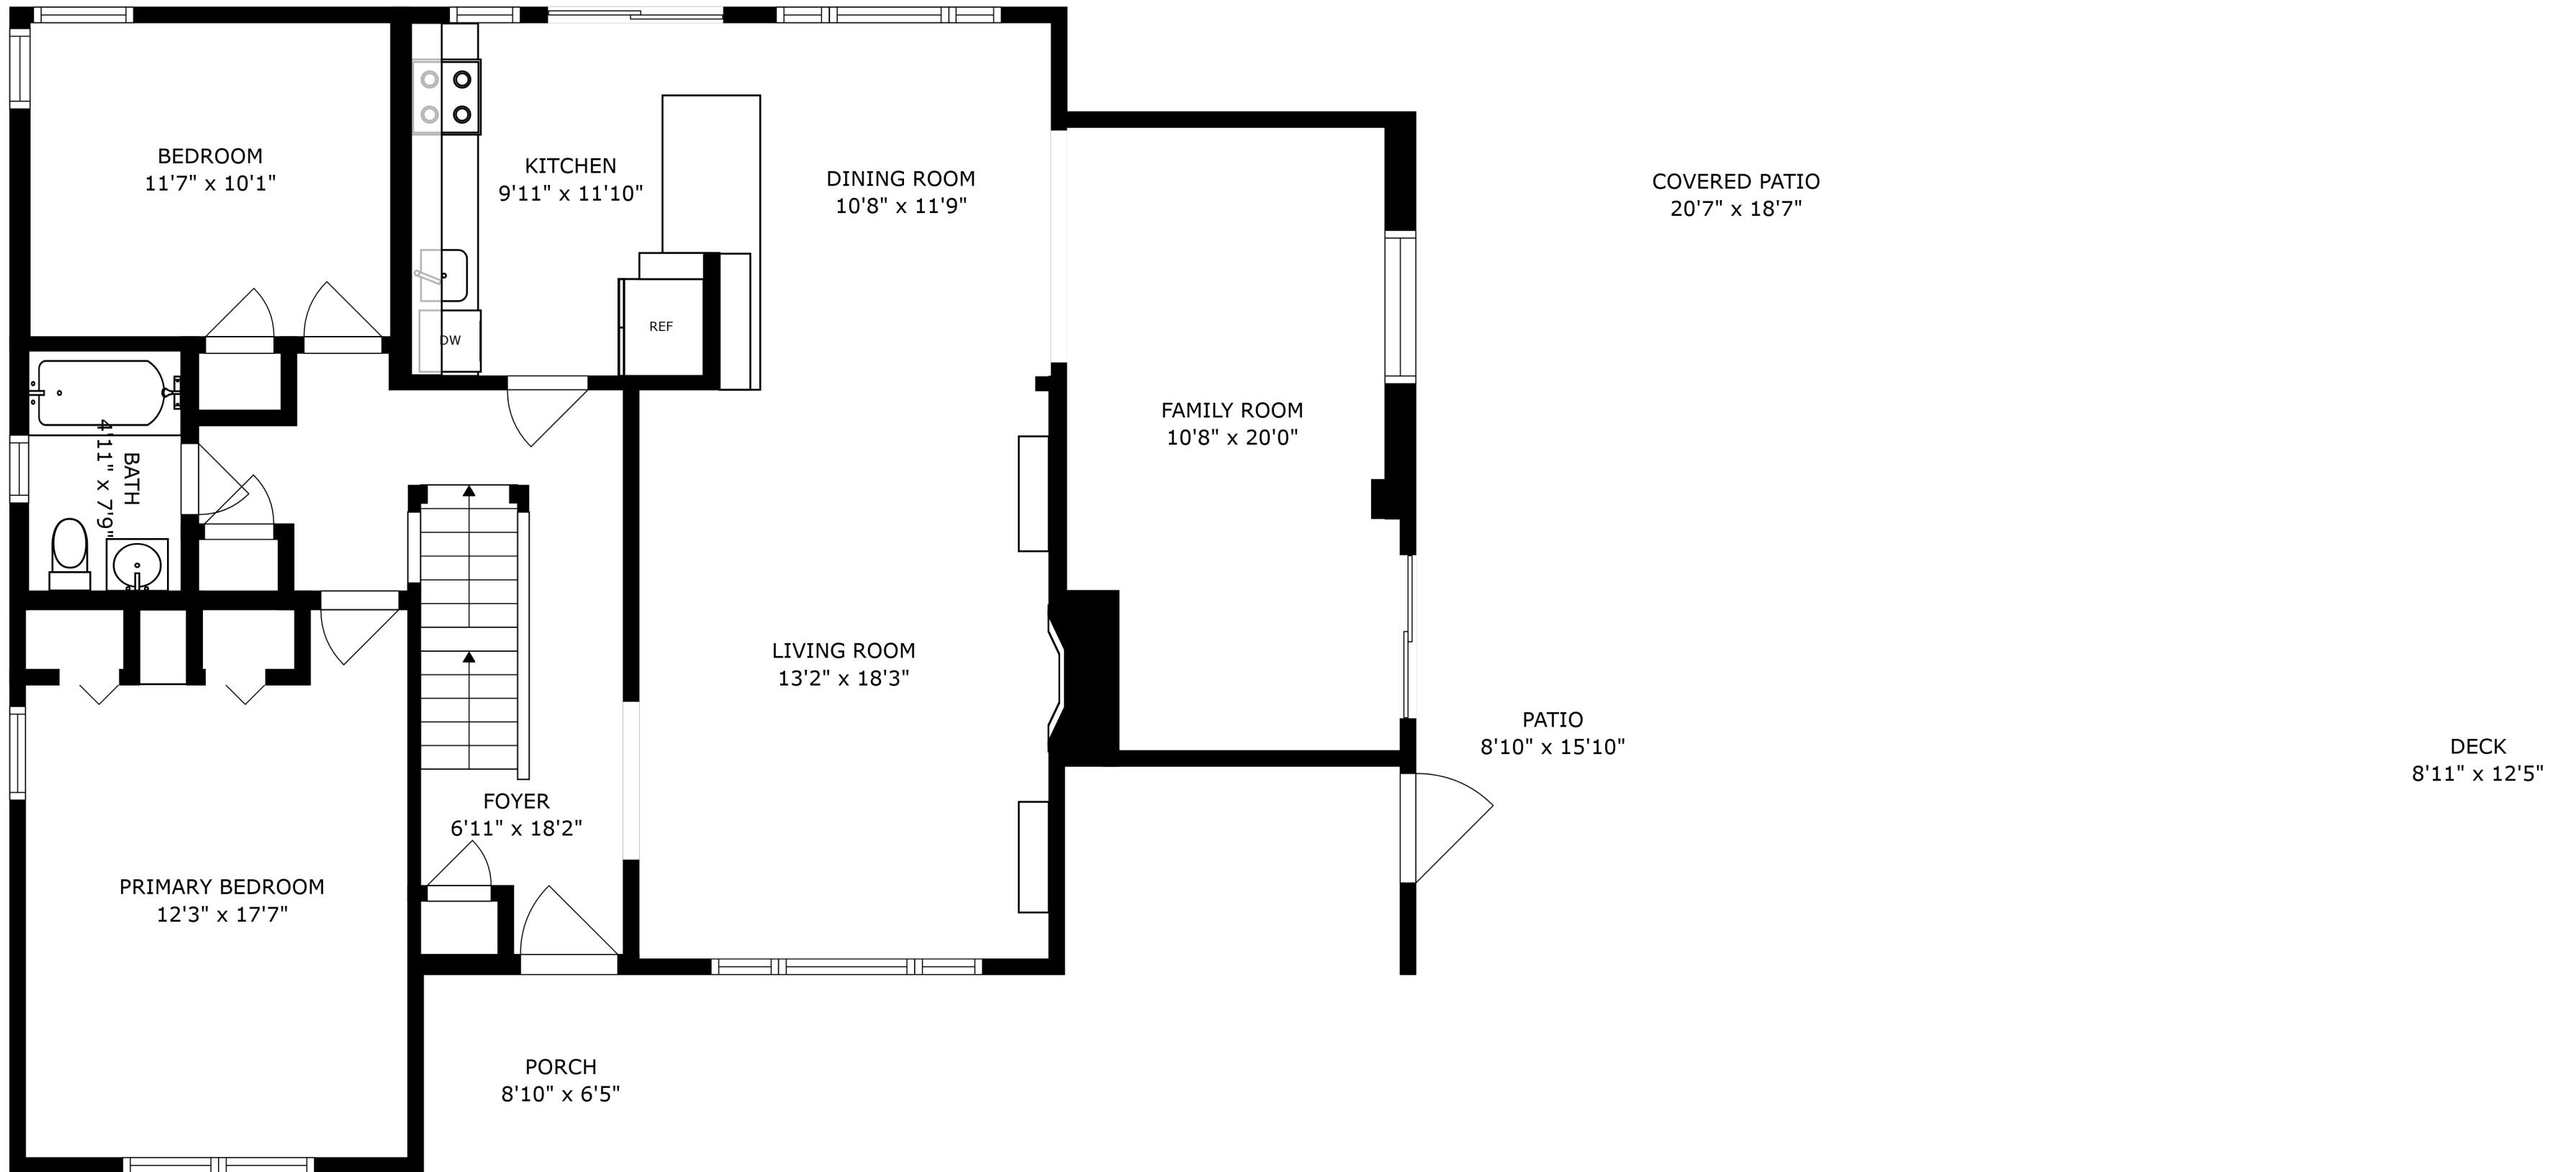 BEDROOM
11'7" x 10'1"
KITCHEN
9'11" x 11'10"
DINING ROOM
10'8" x 11'9"
COVERED PATIO
20'7" x 18'7"
REF
DW
FAMILY ROOM
10'8" x 20'0"
BATH
4'11" x 7'9"
LIVING ROOM
13'2" x 18'3"
PATIO
8'10" x 15'10"
DECK
8'11" x 12'5"
FOYER
6'11" x 18'2"
PRIMARY BEDROOM
12'3" x 17'7"
PORCH
8'10" x 6'5"